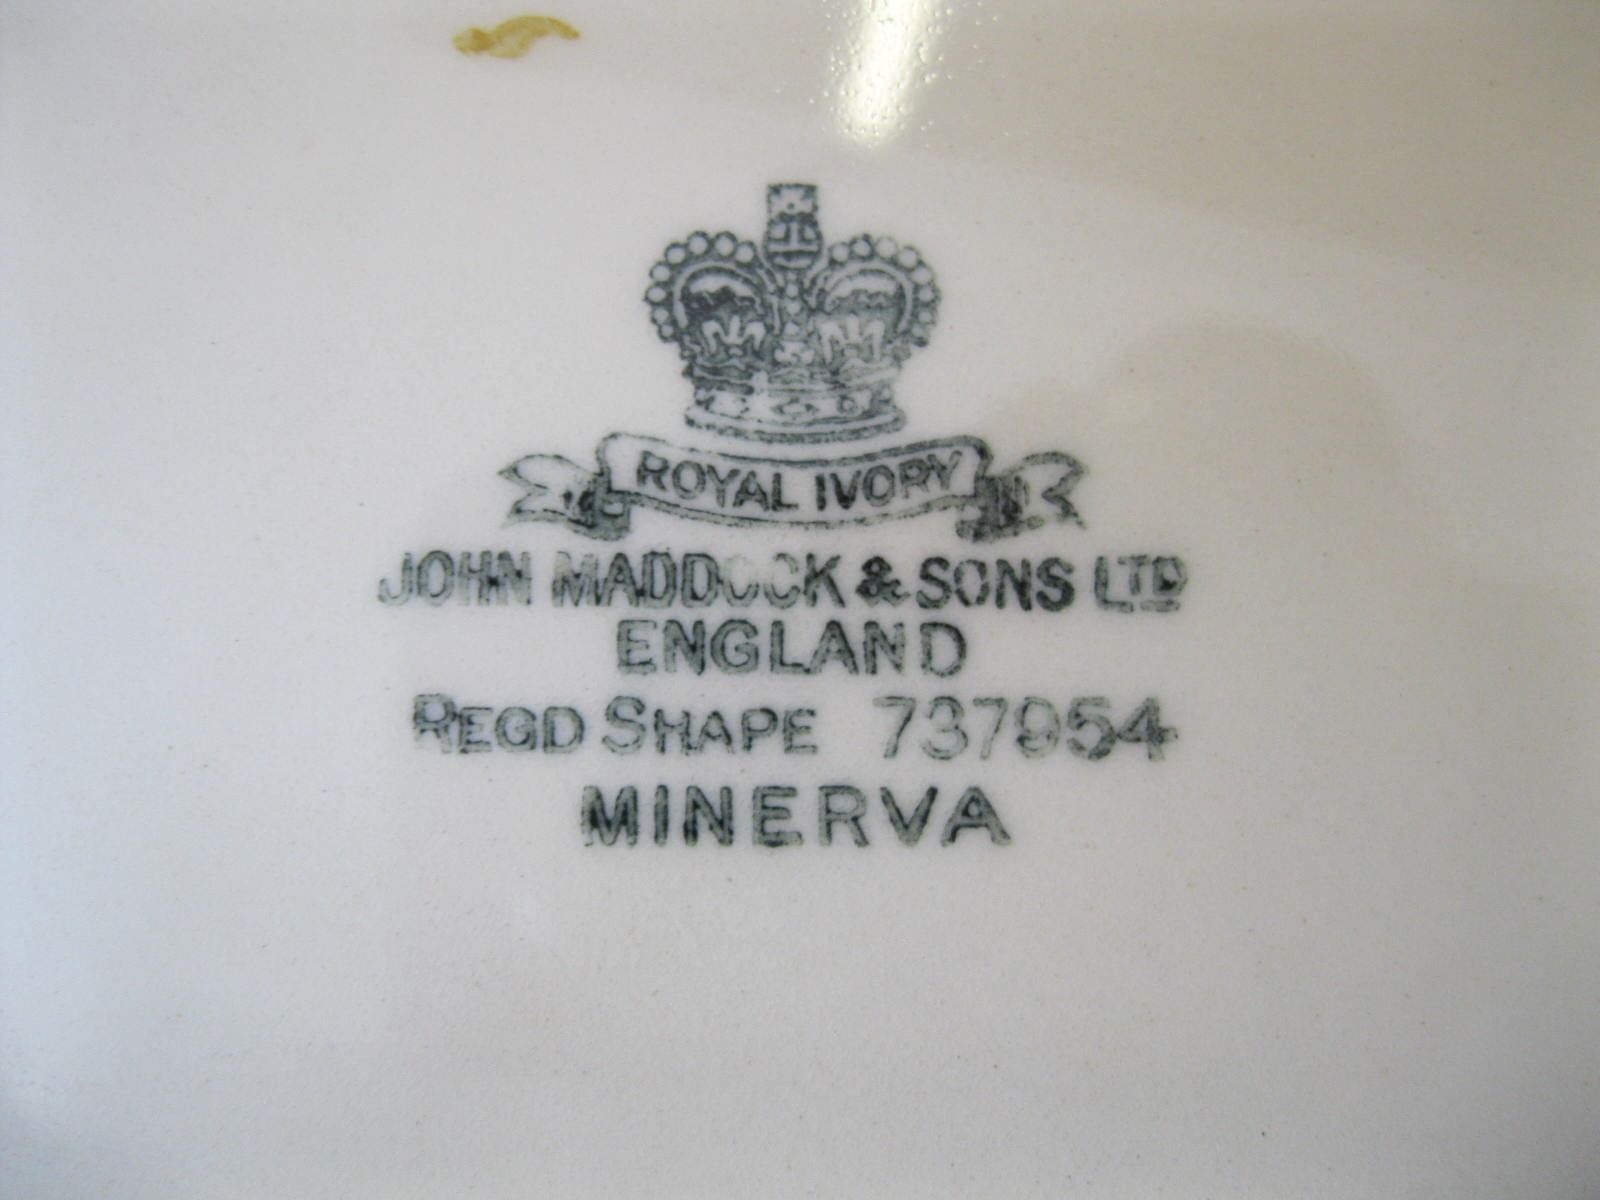 ROYAL IVORY
JOHN MADDOCK & SONS LTD
ENGLAND
REGD SHAPE 737954
MINERVA